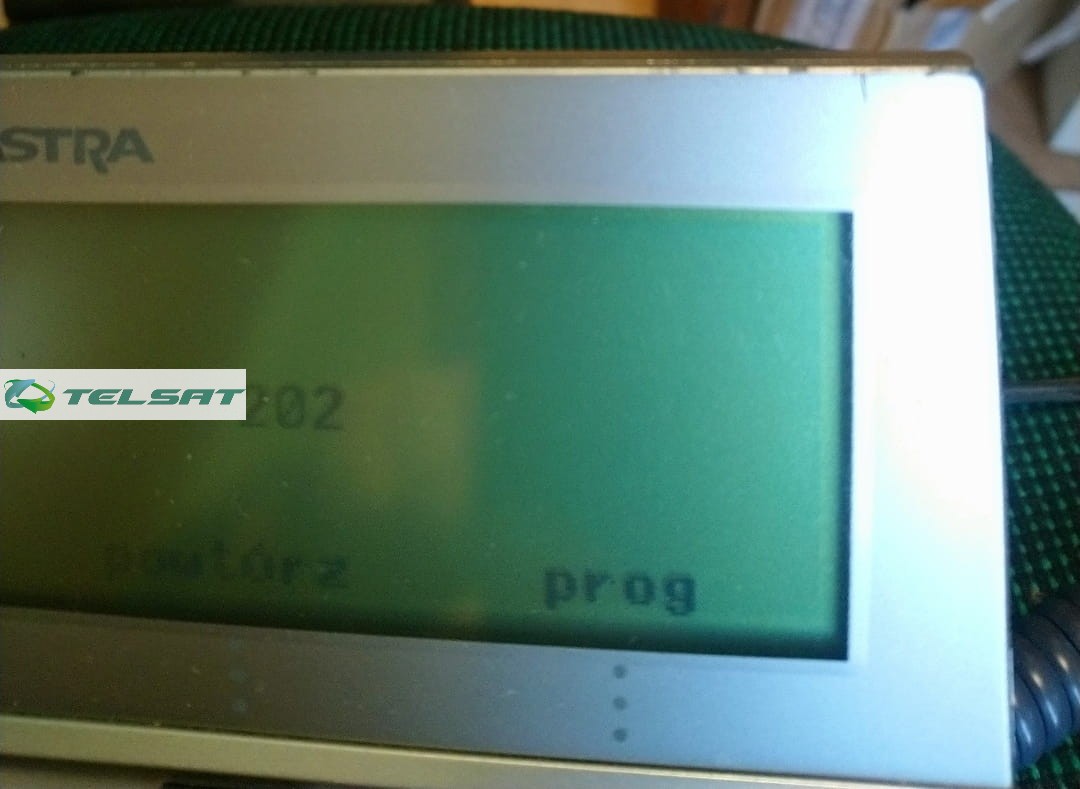 ASTRA
TELSAT
202
powtórz
prog